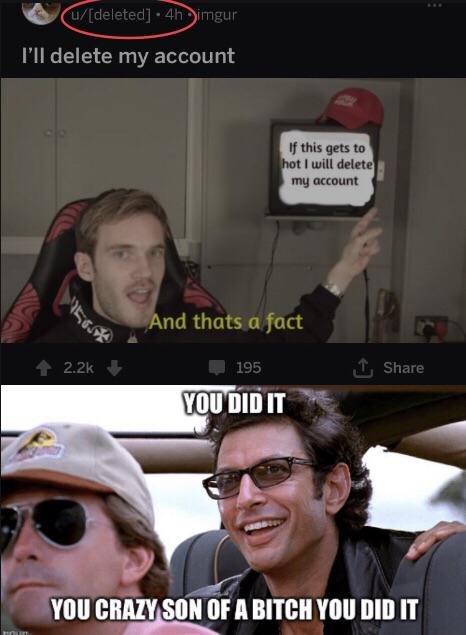 u/[deleted] • 4h • imgur
I'll delete my account
If this gets to
hot I will delete
my account
And thats a fact
2.2k
195
Share
YOU DID IT
YOU CRAZY SON OF A BITCH YOU DID IT